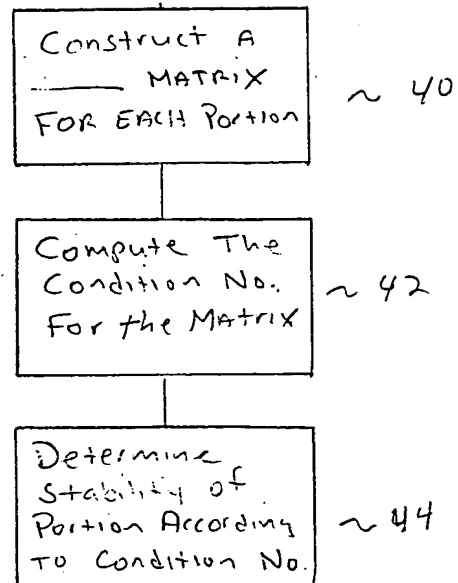 Construct A
_____ MATRIX
FOR EACH Portion
~ 40
Compute The
Condition No.
For the MAtrix
~ 42
Determine
Stability of
Portion According
To Condition No.
~ 44